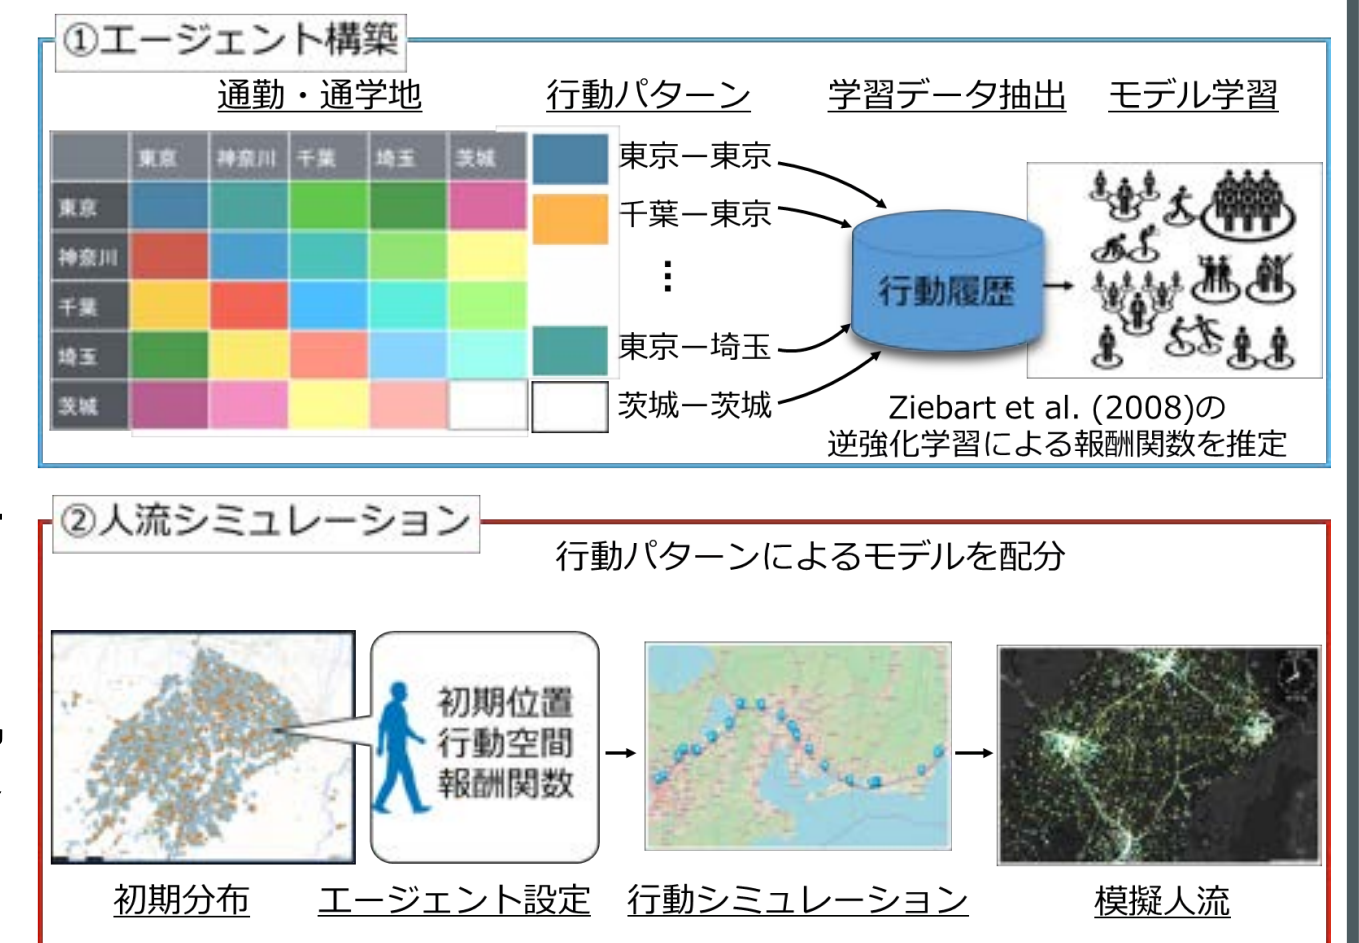 ①エージェント構築
通勤・通学地
行動パターン
学習データ抽出
モデル学習
東京 神奈川 千葉 埼玉 茨城
東京
神奈川
千葉
埼玉
茨城
東京ー東京
千葉ー東京
⋮
東京ー埼玉
茨城ー茨城
行動履歴
Ziebart et al. (2008)の
逆強化学習による報酬関数を推定
②人流シミュレーション
行動パターンによるモデルを配分
初期位置
行動空間
報酬関数
初期分布
エージェント設定
行動シミュレーション
模擬人流